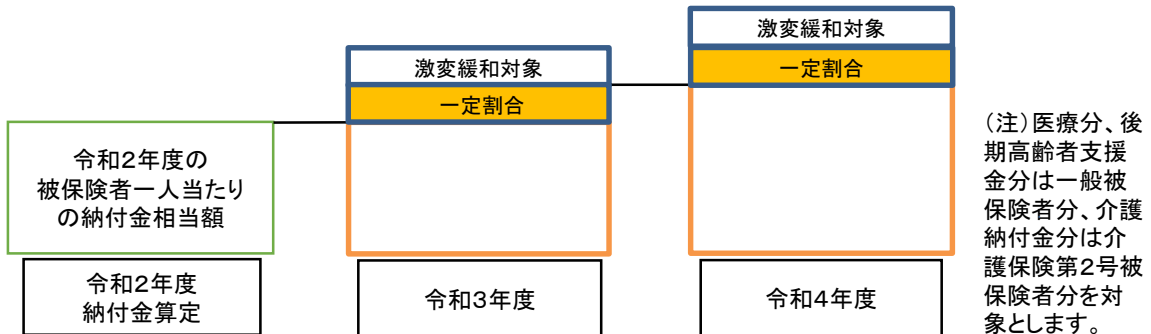 激変緩和対象
一定割合
激変緩和対象
一定割合
令和2年度の
被保険者一人当たり
の納付金相当額
令和2年度
納付金算定
令和3年度
令和4年度
(注)医療分、後
期高齢者支援
金分は一般被
保険者分、介護
納付金分は介
護保険第2号被
保険者分を対
象とします。